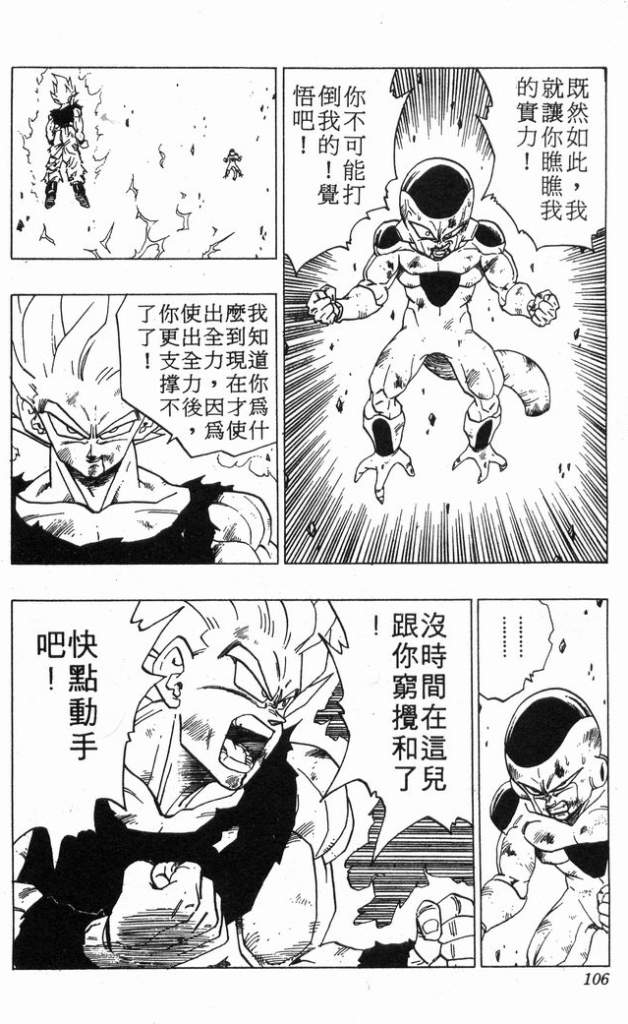 既然如此，我
就讓你瞧瞧我
的實力！
你不可能打
倒我的！覺
悟吧！
我知道你爲什
麼到現在才使
出全力，因爲
使出全力後，
你更支撐不
了了！
⋯⋯
沒時間在這兒
跟你窮攪和了
！
快點動手
吧！
106